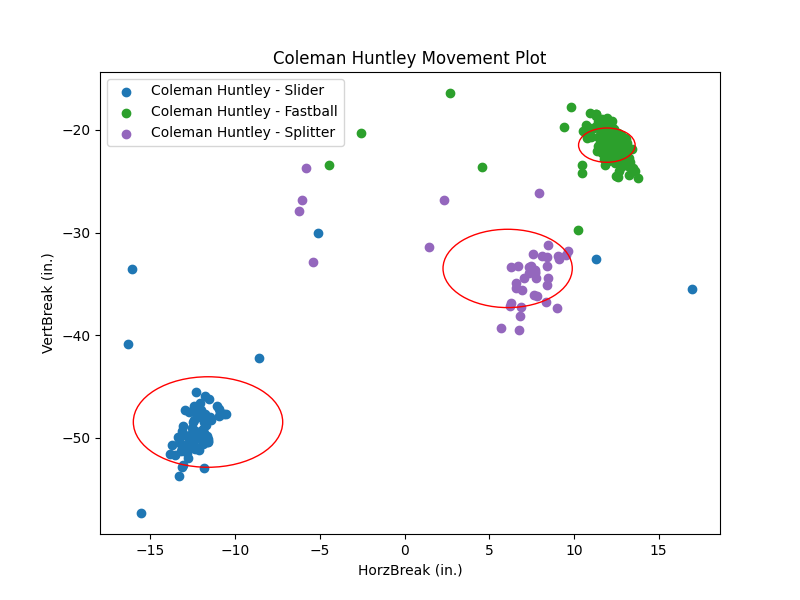 Coleman Huntley Movement Plot
Coleman Huntley - Slider
Coleman Huntley - Fastball
Coleman Huntley - Splitter
VertBreak (in.)
−20
−30
−40
−50
−15
−10
−5
0
5
10
15
HorzBreak (in.)